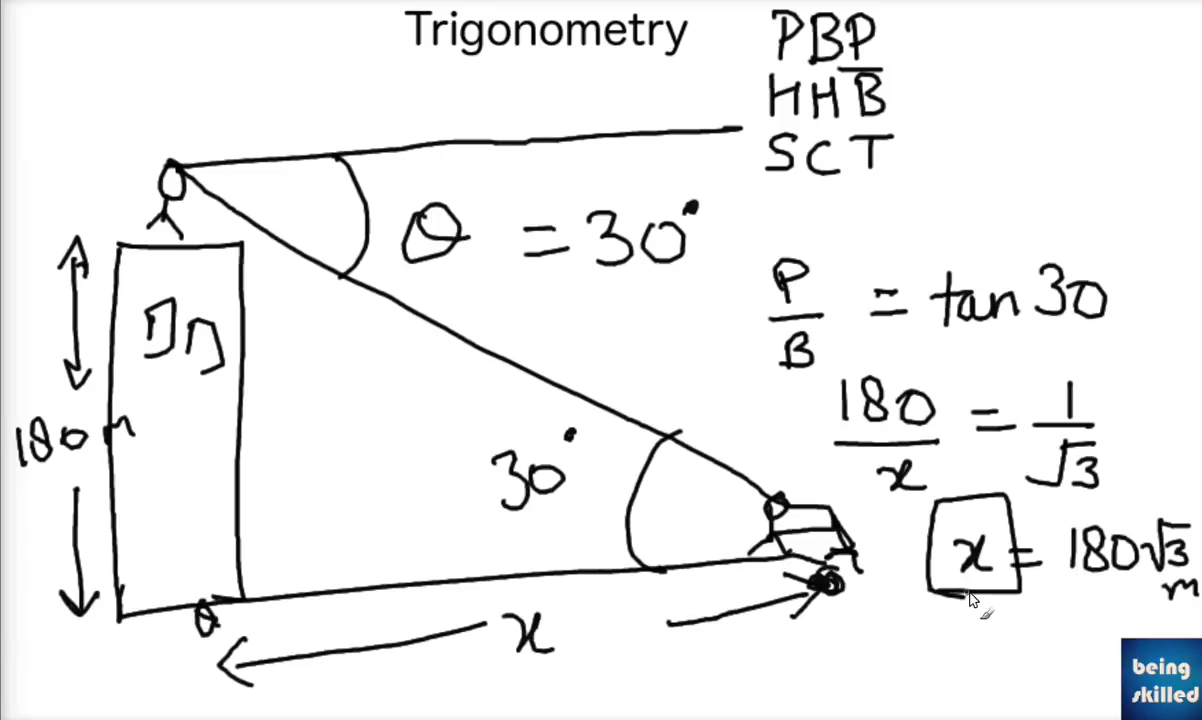 Trigonometry
PBP
HHB
SCT
θ = 30°
P/B = tan 30
180 m
180/x = 1/√3
30°
x = 180√3 m
θ
x
being
skilled